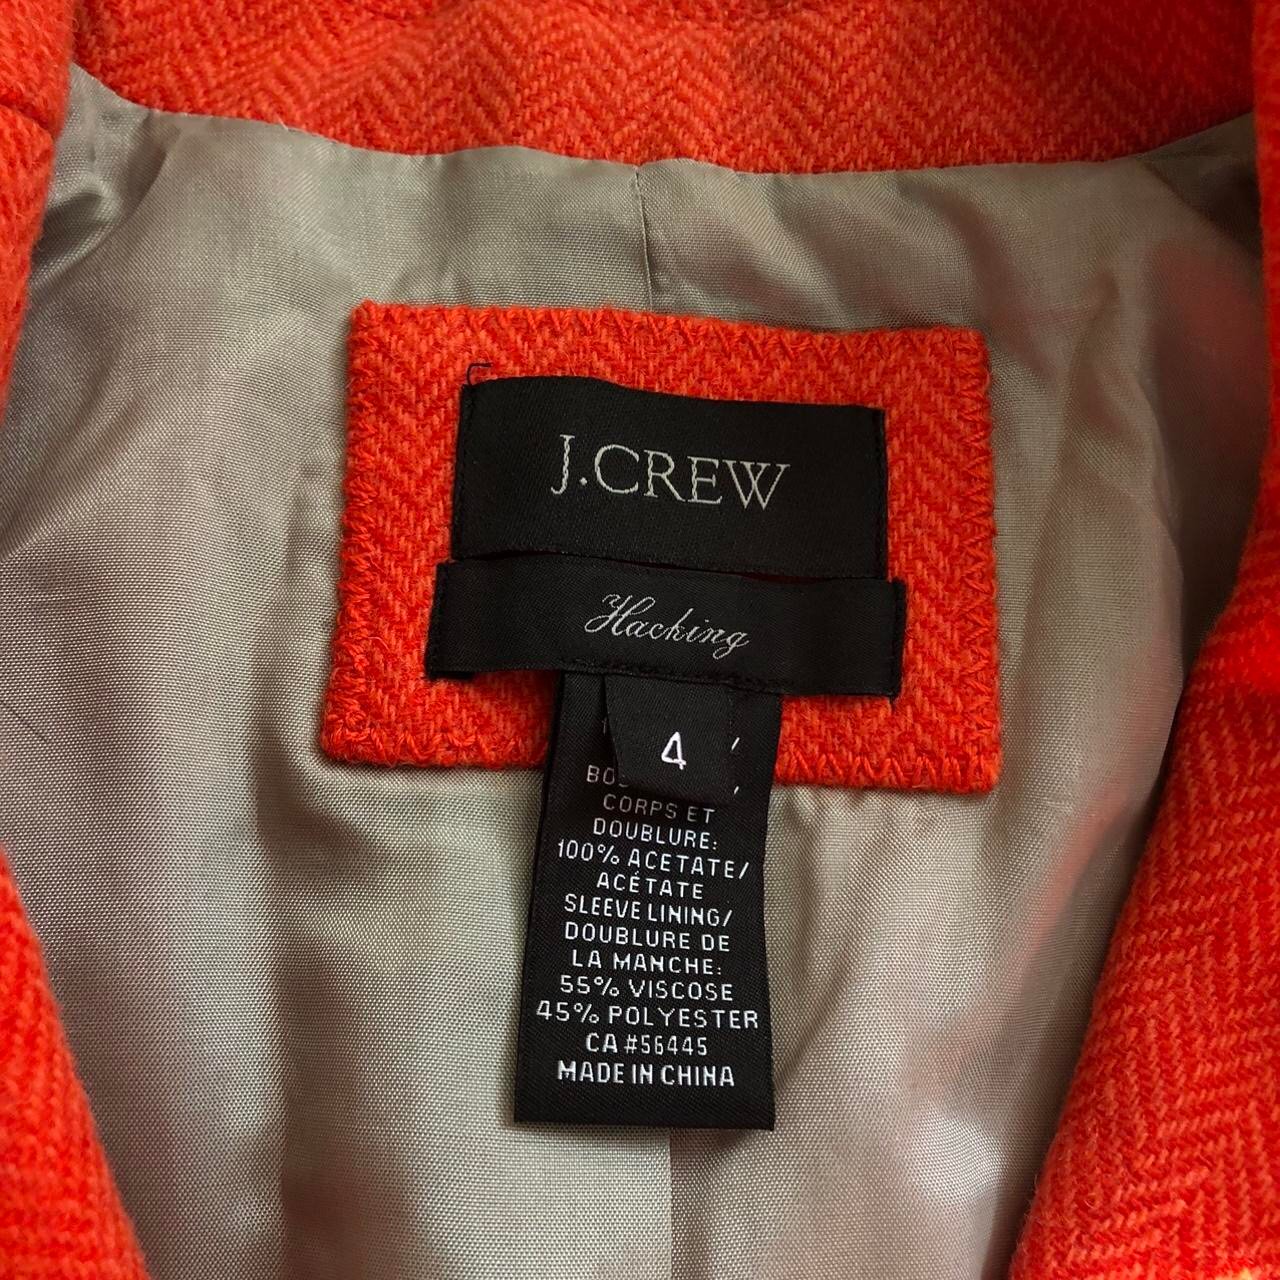 J.CREW
Hacking
4
CORPS ET
DOUBLURE:
100% ACETATE/
ACÉTATE
SLEEVE LINING/
DOUBLURE DE
LA MANCHE:
55% VISCOSE
45% POLYESTER
CA #56445
MADE IN CHINA